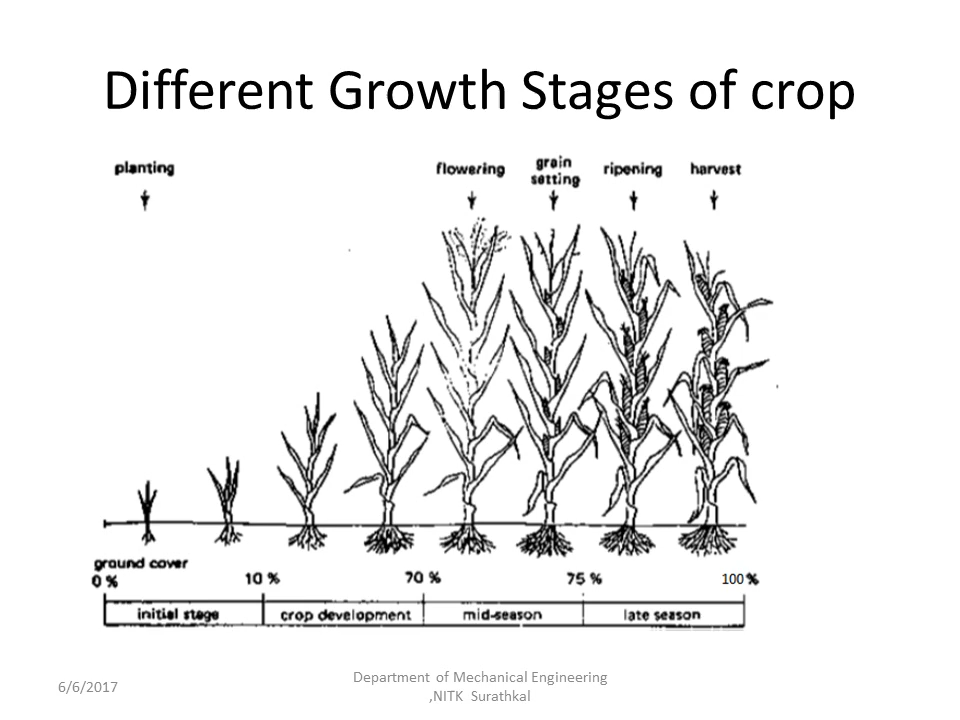 Different Growth Stages of crop
planting
flowering
grain
setting
ripening
harvest
ground cover
0 %
10 %
70 %
75 %
100 %
initial stage
crop development
mid-season
late season
6/6/2017
Department of Mechanical Engineering
,NITK Surathkal